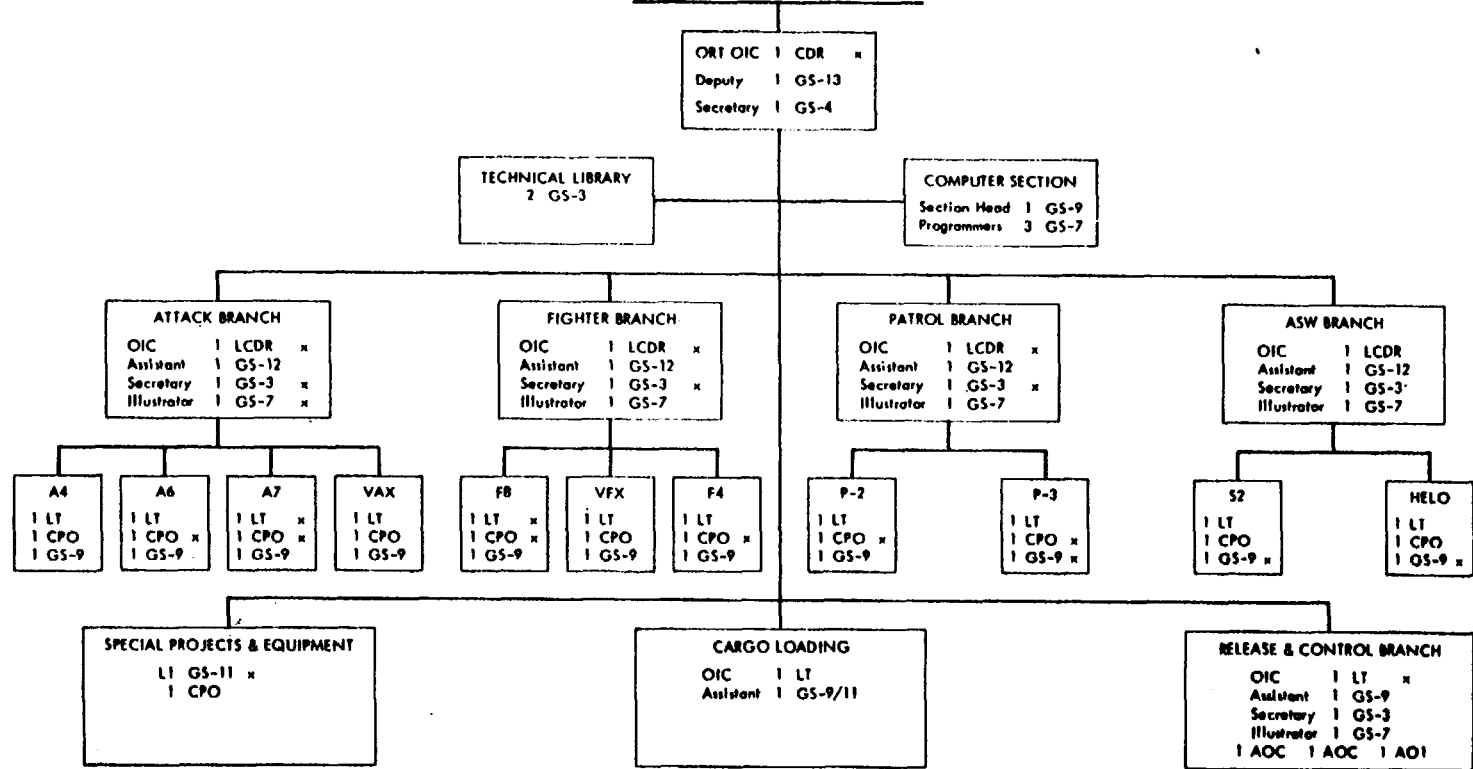 ORT OIC 1 CDR x
Deputy 1 GS-13
Secretary 1 GS-4
TECHNICAL LIBRARY
2 GS-3
COMPUTER SECTION
Section Head 1 GS-9
Programmers 3 GS-7
ATTACK BRANCH
OIC 1 LCDR x
Assistant 1 GS-12
Secretary 1 GS-3 x
Illustrator 1 GS-7 x
FIGHTER BRANCH
OIC 1 LCDR x
Assistant 1 GS-12
Secretary 1 GS-3 x
Illustrator 1 GS-7
PATROL BRANCH
OIC 1 LCDR x
Assistant 1 GS-12
Secretary 1 GS-3 x
Illustrator 1 GS-7
ASW BRANCH
OIC 1 LCDR
Assistant 1 GS-12
Secretary 1 GS-3
Illustrator 1 GS-7
A4
1 LT
1 CPO
1 GS-9
A6
1 LT
1 CPO x
1 GS-9
A7
1 LT x
1 CPO x
1 GS-9
VAX
1 LT
1 CPO
1 GS-9
F8
1 LT x
1 CPO x
1 GS-9
VFX
1 LT
1 CPO
1 GS-9
F4
1 LT
1 CPO x
1 GS-9
P-2
1 LT
1 CPO x
1 GS-9
P-3
1 LT
1 CPO x
1 GS-9 x
S2
1 LT
1 CPO
1 GS-9 x
HELO
1 LT
1 CPO
1 GS-9 x
SPECIAL PROJECTS & EQUIPMENT
L1 GS-11 x
1 CPO
CARGO LOADING
OIC 1 LT
Assistant 1 GS-9/11
RELEASE & CONTROL BRANCH
OIC 1 LT x
Assistant 1 GS-9
Secretary 1 GS-3
Illustrator 1 GS-7
1 AOC 1 AOC 1 AO1